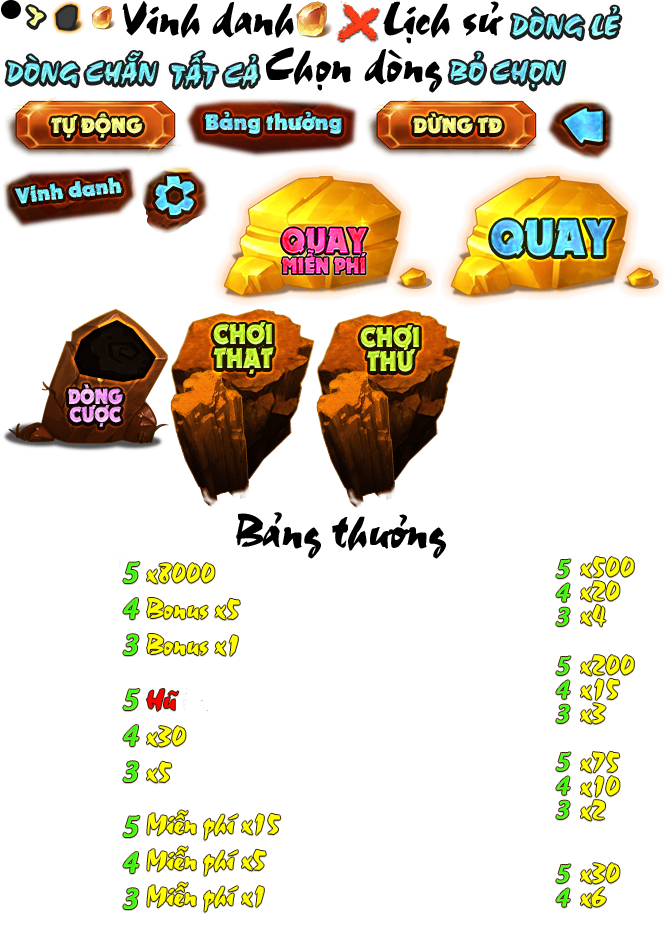 Vinh danh Lịch sử DÒNG LẺ
DÒNG CHẴN TẤT CẢ Chọn dòng BỎ CHỌN
TỰ ĐỘNG Bảng thưởng DỪNG TĐ
Vinh danh
QUAY
MIỄN PHÍ
QUAY
DÒNG
CƯỢC
CHƠI
THẬT
CHƠI
THỬ
Bảng thưởng
5 x8000
4 Bonus x5
3 Bonus x1
5 Hũ
4 x30
3 x5
5 Miễn phí x15
4 Miễn phí x5
3 Miễn phí x1
5 x500
4 x20
3 x4
5 x200
4 x15
3 x3
5 x75
4 x10
3 x2
5 x30
4 x6